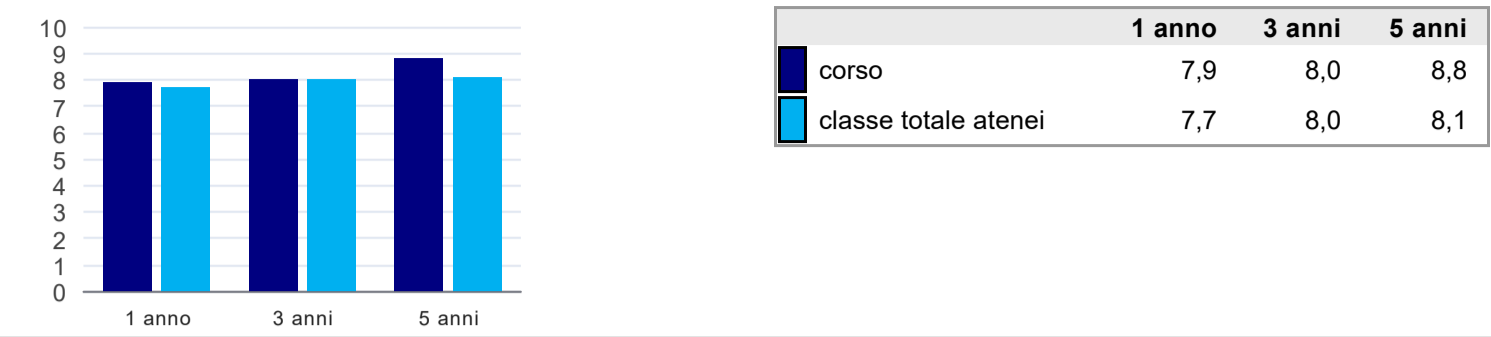 10
9
8
7
6
5
4
3
2
1
0
1 anno 3 anni 5 anni
1 anno 3 anni 5 anni
corso 7,9 8,0 8,8
classe totale atenei 7,7 8,0 8,1